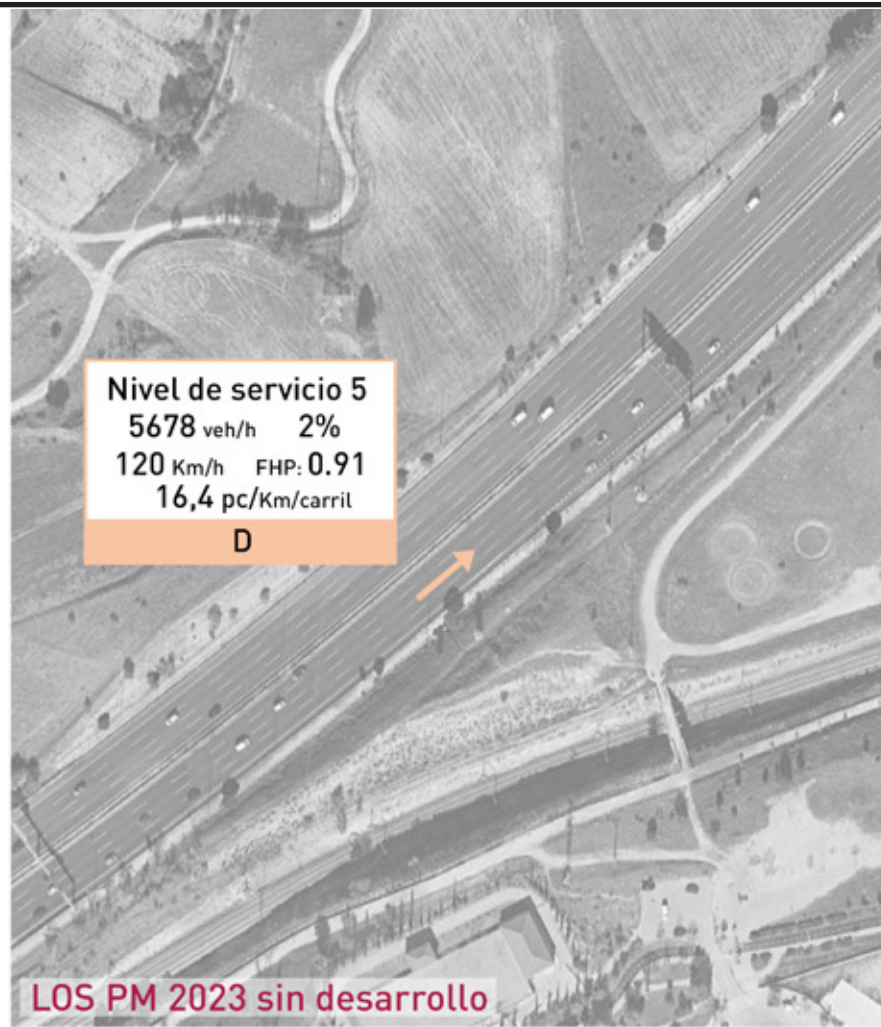 Nivel de servicio 5
5678 veh/h 2%
120 Km/h FHP: 0.91
16,4 pc/Km/carril
D
LOS PM 2023 sin desarrollo